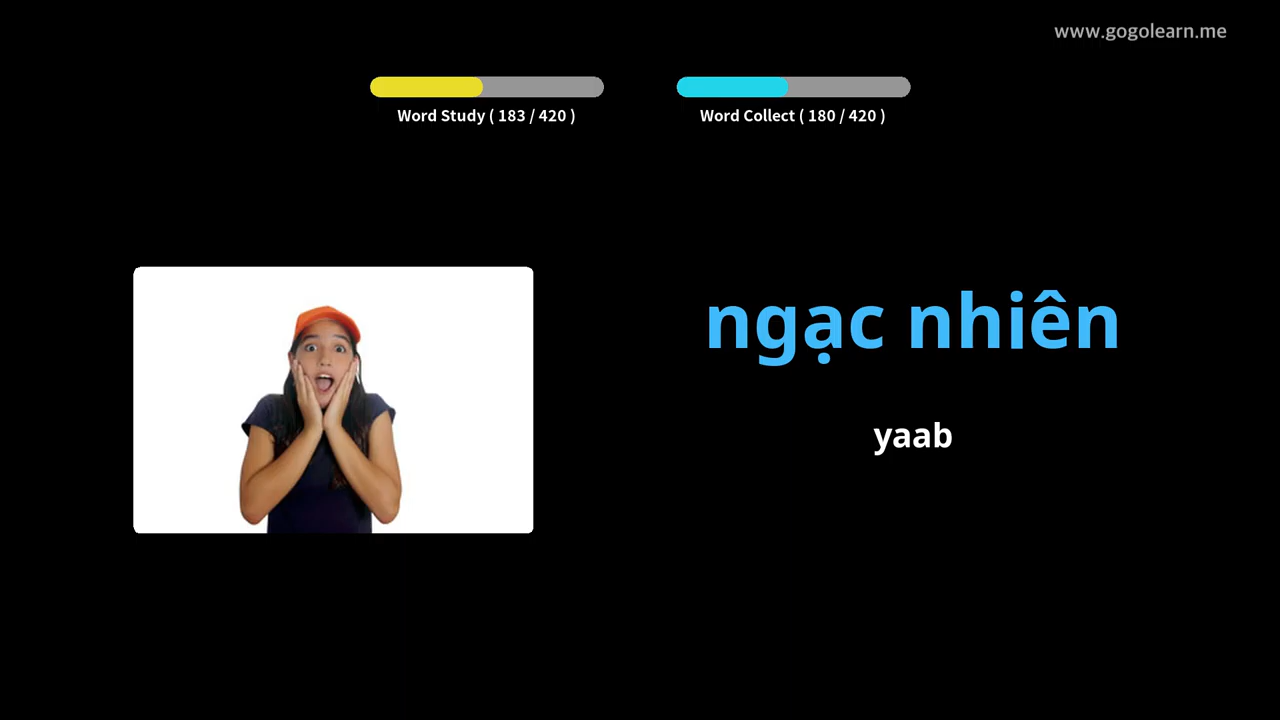 www.gogolearn.me
Word Study ( 183 / 420 )
Word Collect ( 180 / 420 )
ngạc nhiên
yaab